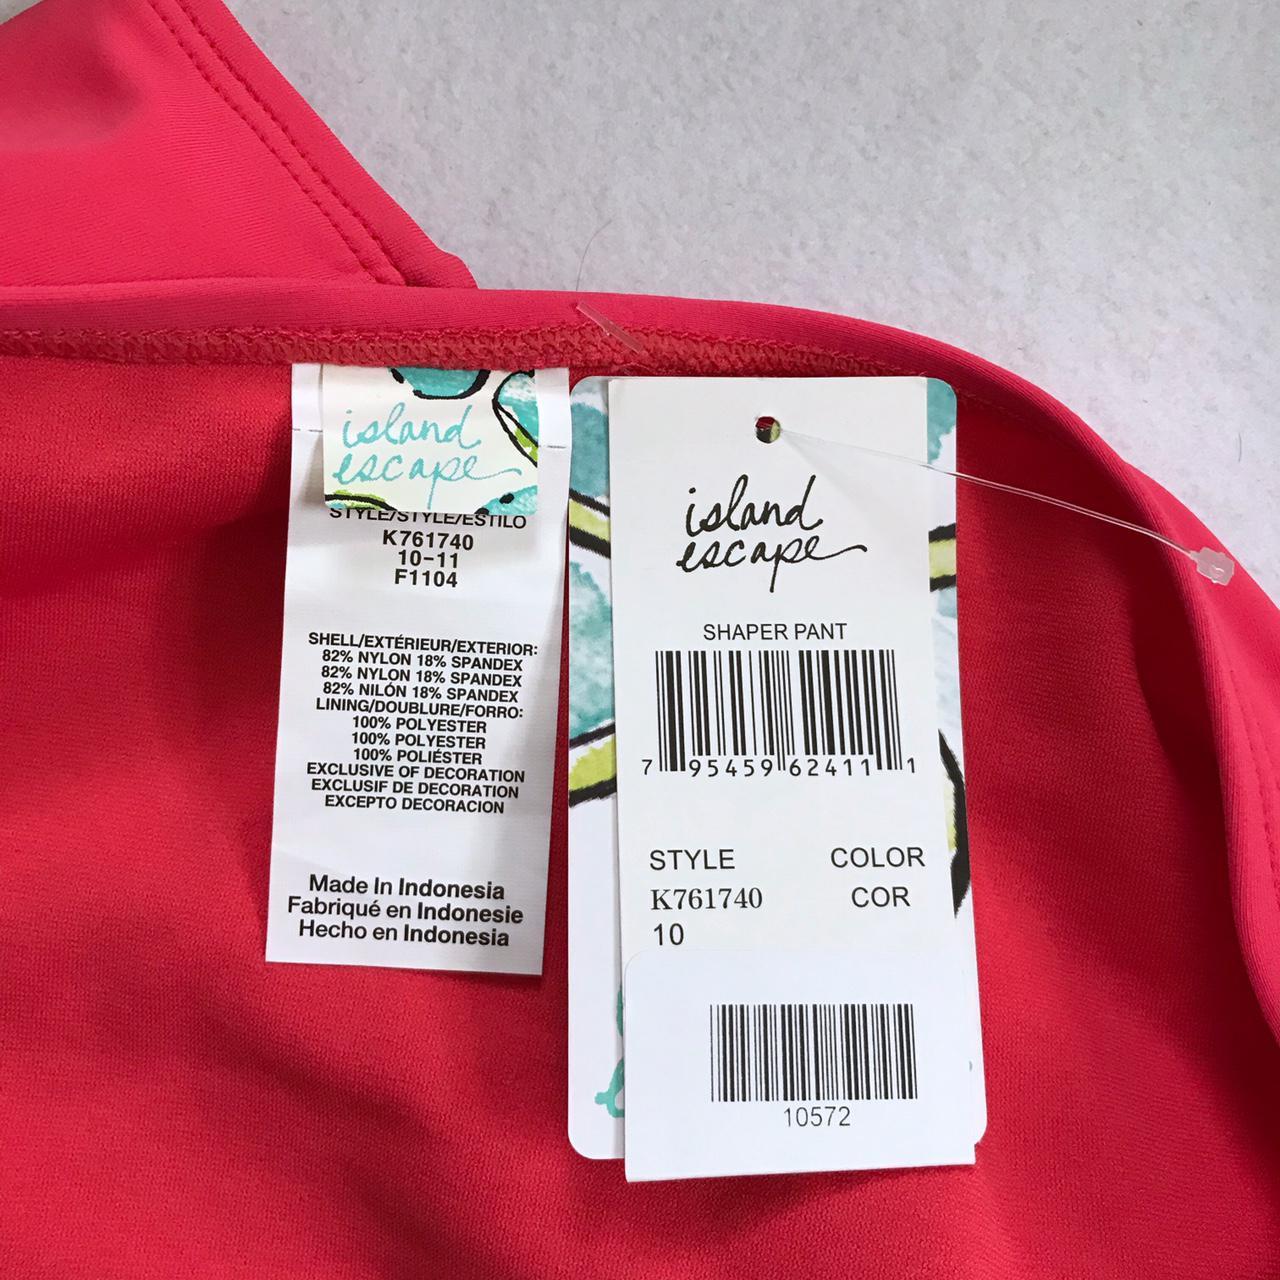 island
escape
STYLE/STYLE/ESTILO
K761740
10-11
F1104
SHELL/EXTÉRIEUR/EXTERIOR:
82% NYLON 18% SPANDEX
82% NYLON 18% SPANDEX
82% NILÓN 18% SPANDEX
LINING/DOUBLURE/FORRO:
100% POLYESTER
100% POLYESTER
100% POLIÉSTER
EXCLUSIVE OF DECORATION
EXCLUSIF DE DECORATION
EXCEPTO DECORACION
Made In Indonesia
Fabriqué en Indonesie
Hecho en Indonesia
island
escape
SHAPER PANT
7 95459 62411 1
STYLE COLOR
K761740 COR
10
10572